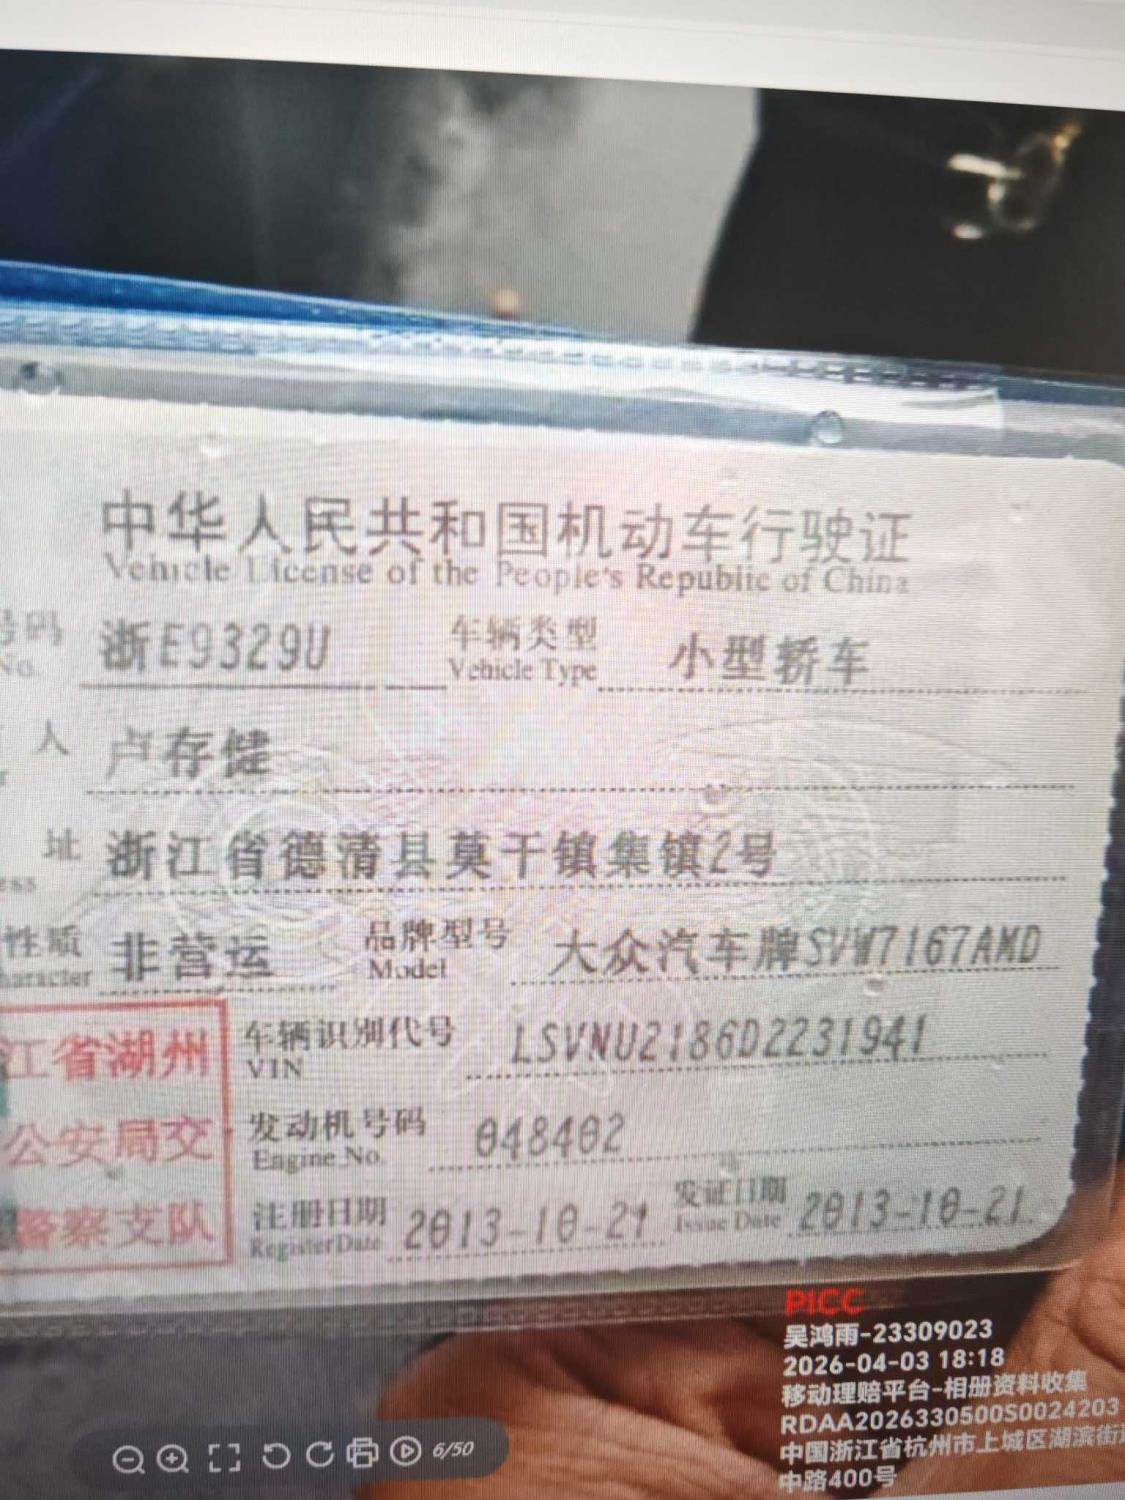 中华人民共和国机动车行驶证
Vehicle License of the People's Republic of China
号码 浙E9329U 车辆类型 小型轿车
No. Vehicle Type
人 卢存健
址 浙江省德清县莫干镇集镇2号
ess
性质 非营运 品牌型号 大众汽车牌SVW7167AMD
haracter Model
江省湖州
公安局交
警察支队
车辆识别代号 LSVNU2186D2231941
VIN
发动机号码 048402
Engine No.
注册日期 2013-10-21 发证日期 2013-10-21
Register Date Issue Date
PICC
吴鸿雨-23309023
2026-04-03 18:18
移动理赔平台-相册资料收集
RDAA2026330500S0024203
中国浙江省杭州市上城区湖滨街
中路400号
6/50